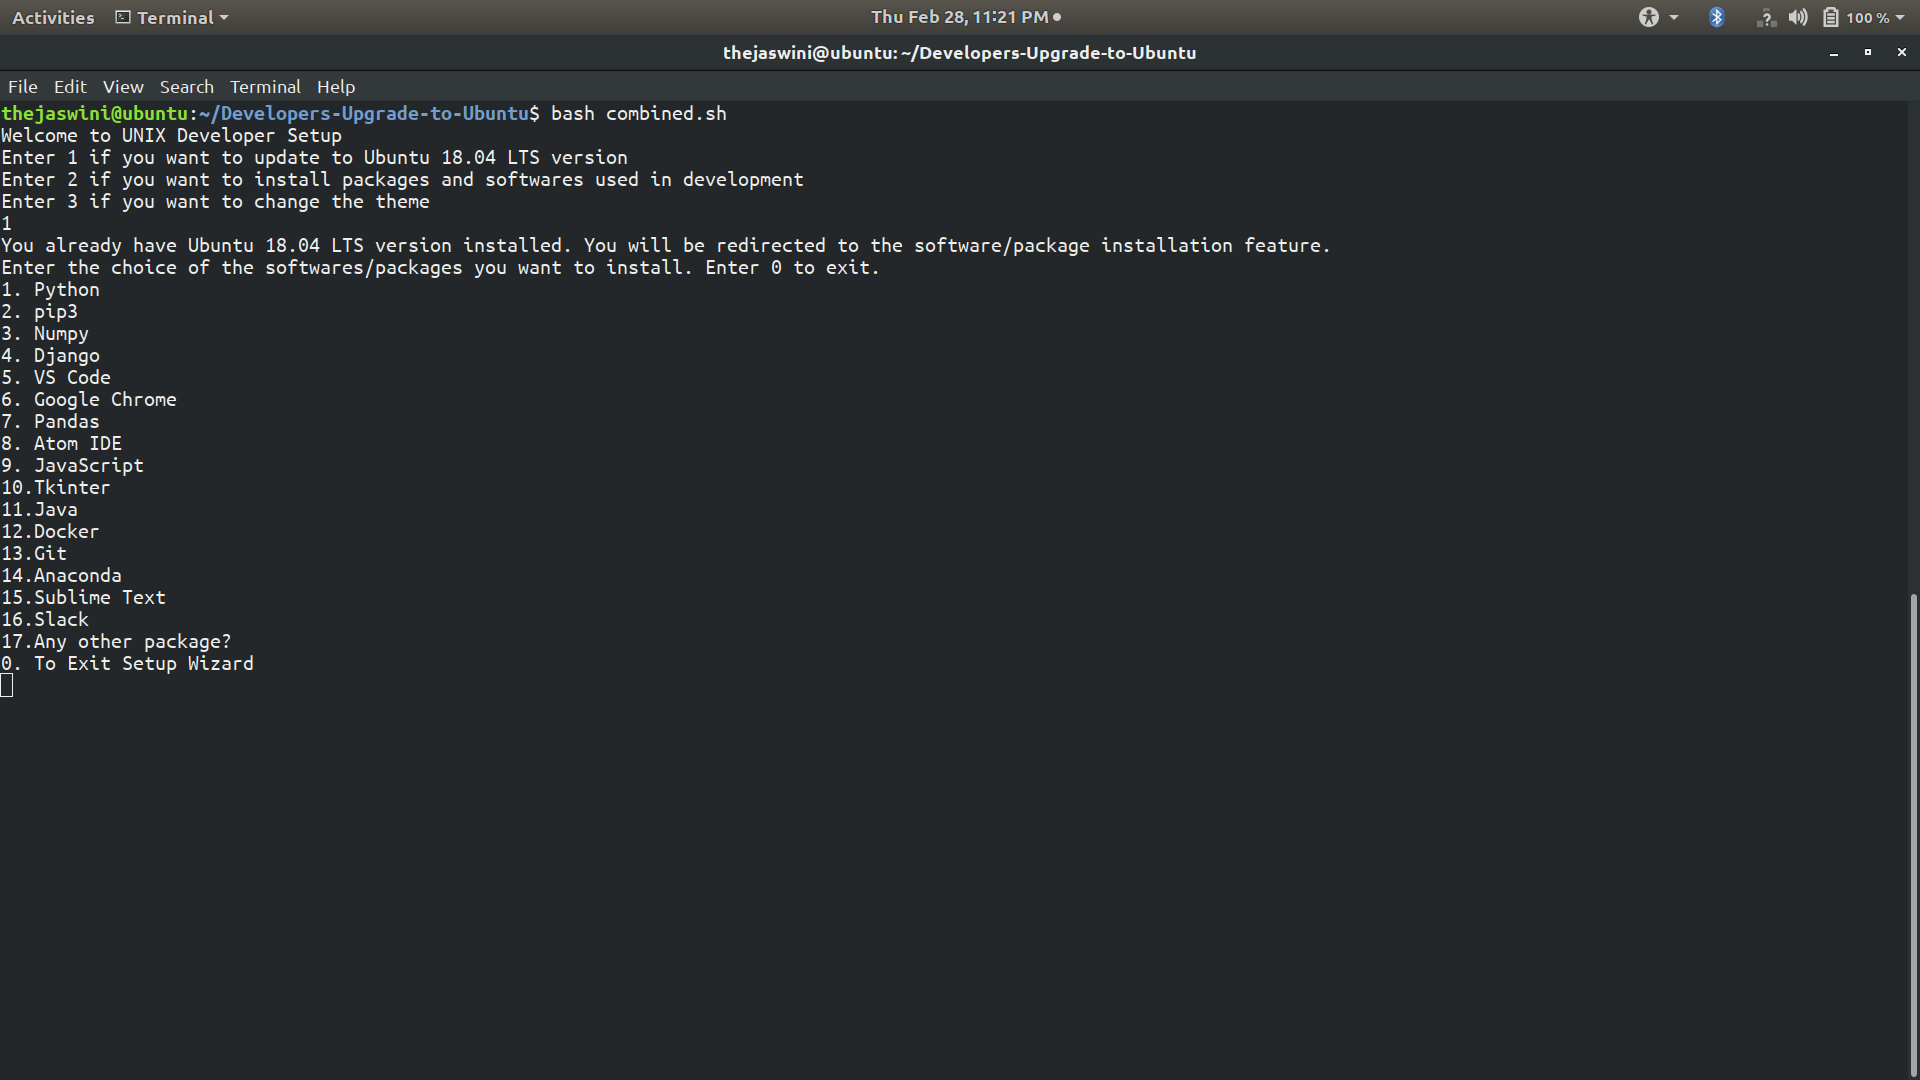 Activities Terminal Thu Feb 28, 11:21 PM 100 %
thejaswini@ubuntu: ~/Developers-Upgrade-to-Ubuntu
File Edit View Search Terminal Help
thejaswini@ubuntu:~/Developers-Upgrade-to-Ubuntu$ bash combined.sh
Welcome to UNIX Developer Setup
Enter 1 if you want to update to Ubuntu 18.04 LTS version
Enter 2 if you want to install packages and softwares used in development
Enter 3 if you want to change the theme
1
You already have Ubuntu 18.04 LTS version installed. You will be redirected to the software/package installation feature.
Enter the choice of the softwares/packages you want to install. Enter 0 to exit.
1. Python
2. pip3
3. Numpy
4. Django
5. VS Code
6. Google Chrome
7. Pandas
8. Atom IDE
9. JavaScript
10.Tkinter
11.Java
12.Docker
13.Git
14.Anaconda
15.Sublime Text
16.Slack
17.Any other package?
0. To Exit Setup Wizard